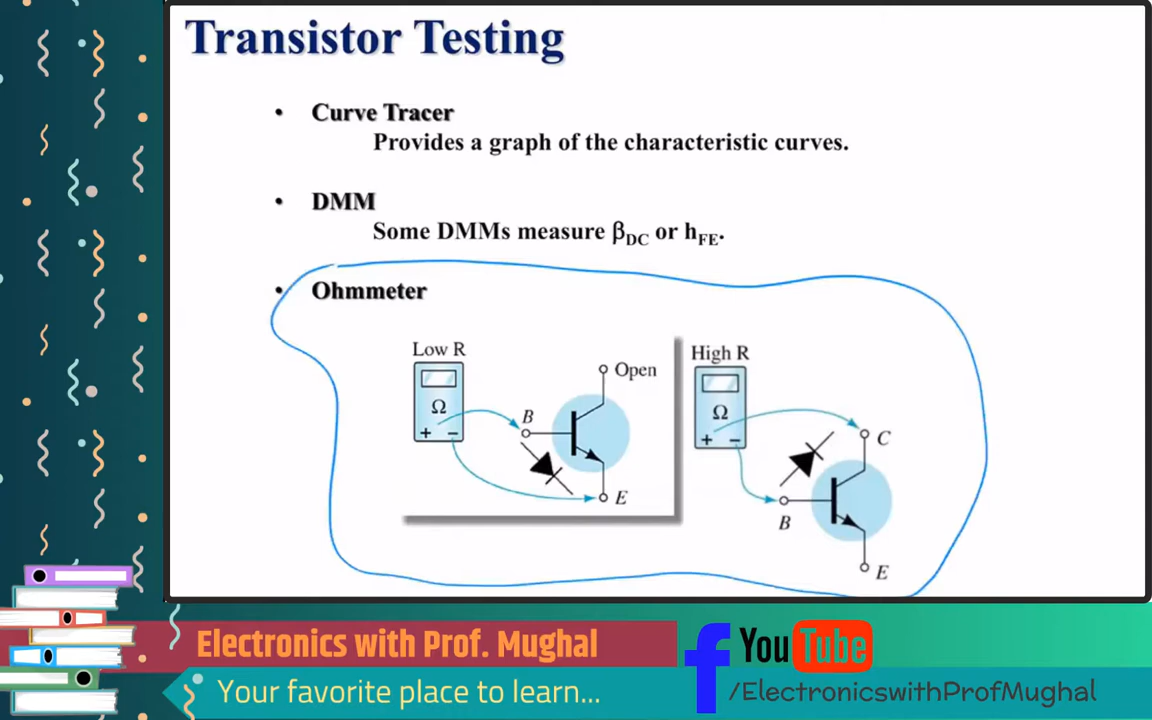 Transistor Testing
• Curve Tracer
Provides a graph of the characteristic curves.
• DMM
Some DMMs measure βDC or hFE.
• Ohmmeter
Low R
Ω
+ −
B
Open
E
High R
Ω
+ −
C
B
E
Electronics with Prof. Mughal
Your favorite place to learn...
YouTube
f /ElectronicswithProfMughal